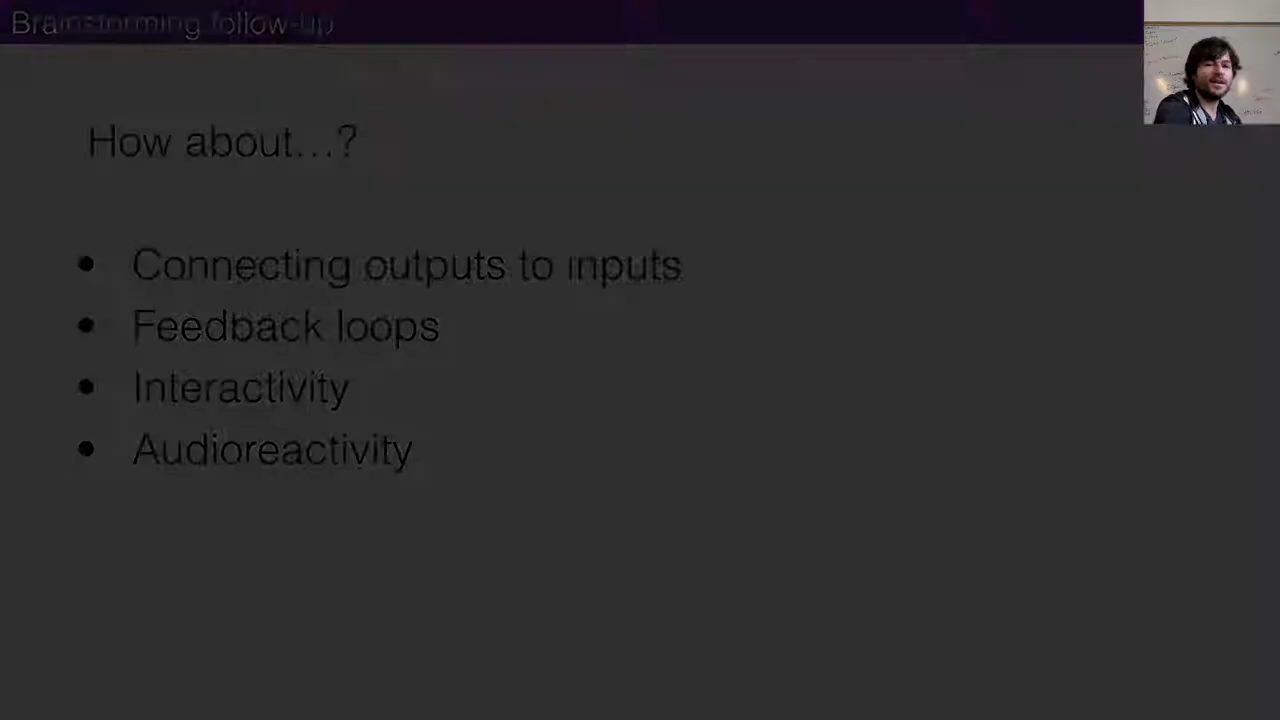 Brainstorming follow-up
How about...?
• Connecting outputs to inputs
• Feedback loops
• Interactivity
• Audioreactivity